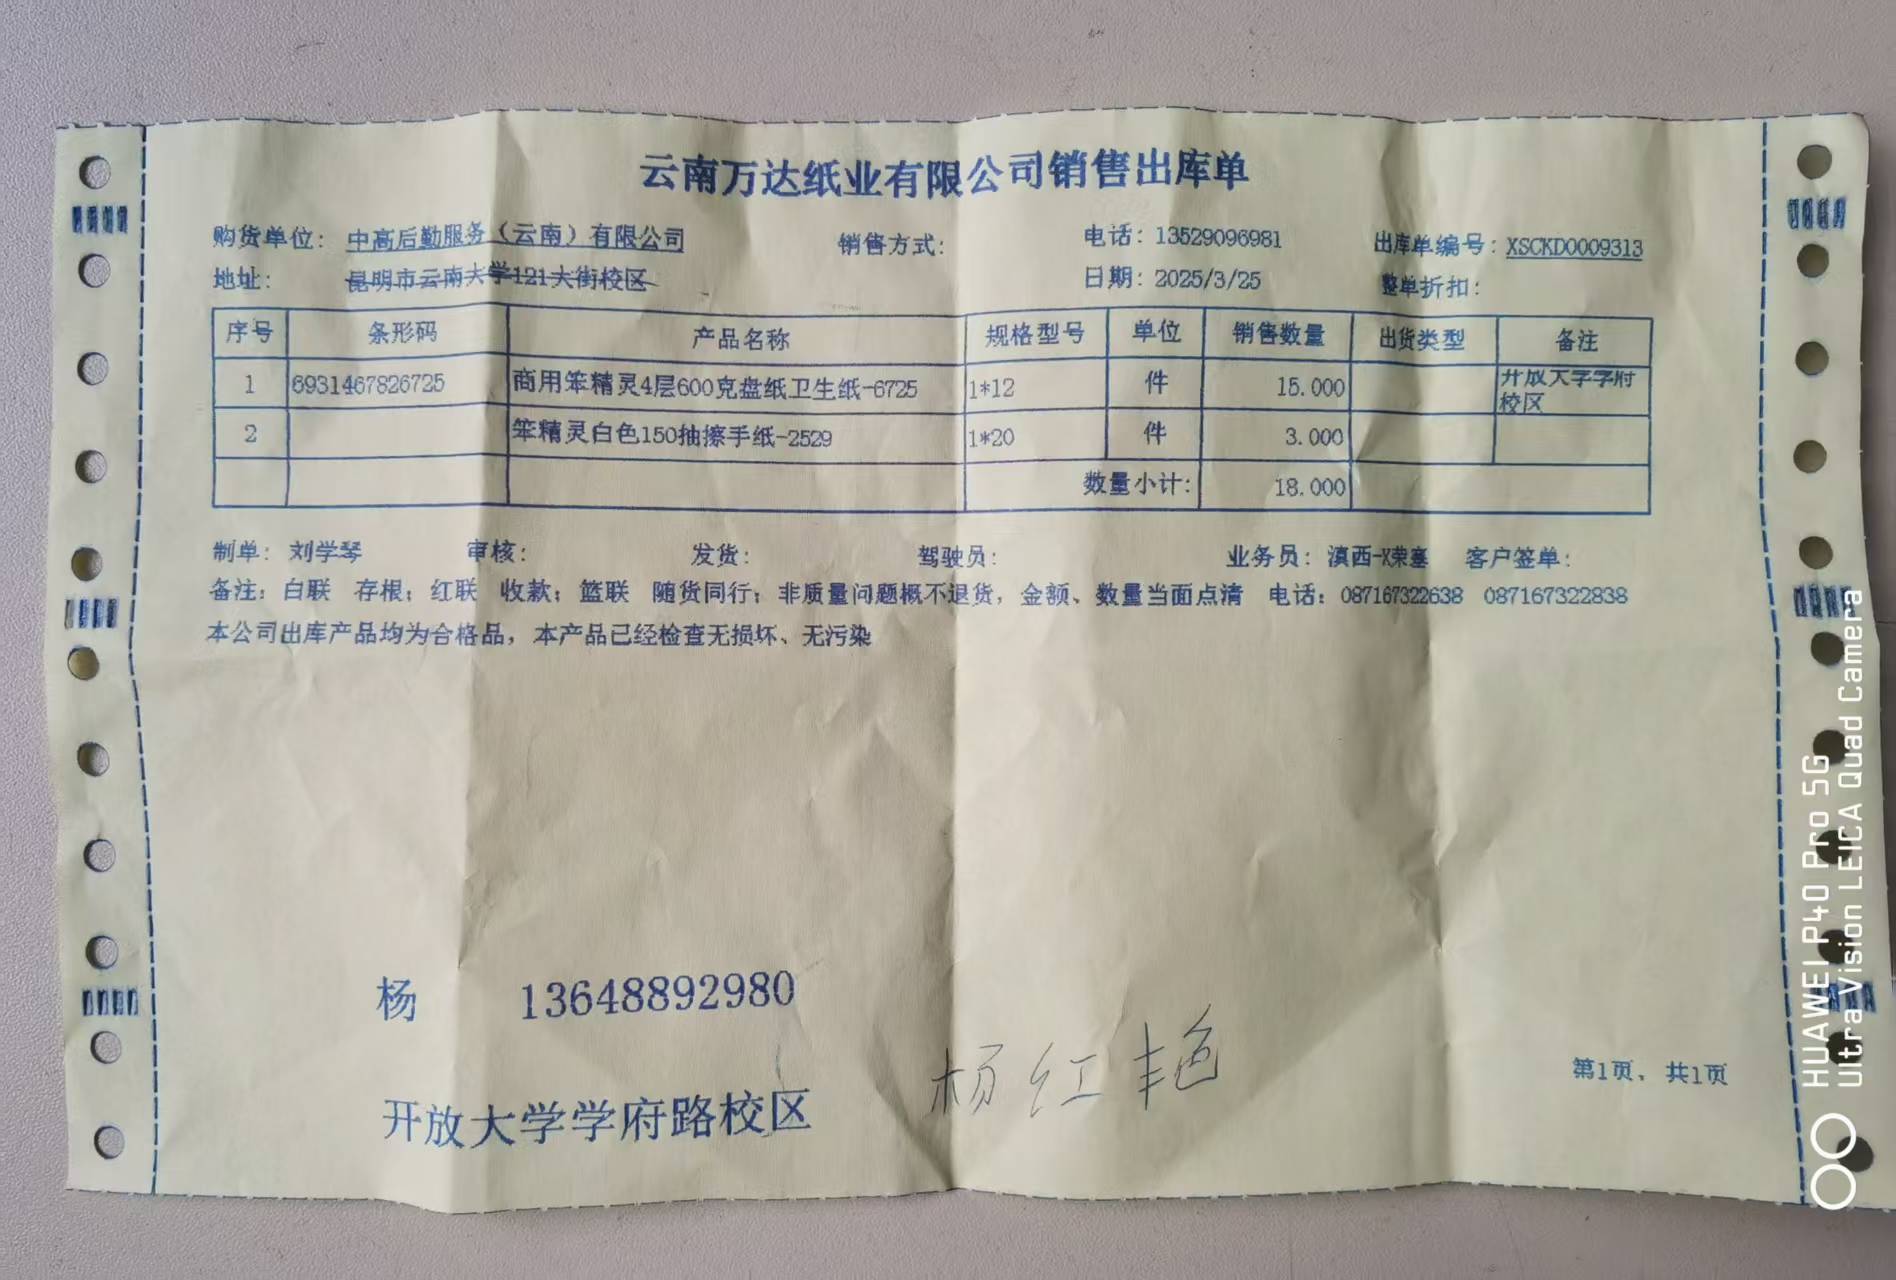 云南万达纸业有限公司销售出库单
购货单位： 中高后勤服务（云南）有限公司 销售方式： 电话：13529096981 出库单编号：XSCKD0009313
地址： 昆明市云南大学121大街校区 日期：2025/3/25 整单折扣：
序号 条形码 产品名称 规格型号 单位 销售数量 出货类型 备注
1 6931467826725 商用笨精灵4层600克盘纸卫生纸-6725 1*12 件 15.000 开放大学学府校区
2 笨精灵白色150抽擦手纸-2529 1*20 件 3.000
数量小计： 18.000
制单： 刘学琴 审核： 发货： 驾驶员： 业务员： 滇西-X荣塞 客户签单：
备注：白联 存根；红联 收款；篮联 随货同行；非质量问题概不退货，金额、数量当面点清 电话：087167322638 087167322838
本公司出库产品均为合格品，本产品已经检查无损坏、无污染
杨 13648892980
杨红艳
开放大学学府路校区
第1页，共1页
HUAWEI P40 Pro 5G
Ultra Vision LEICA Quad Camera